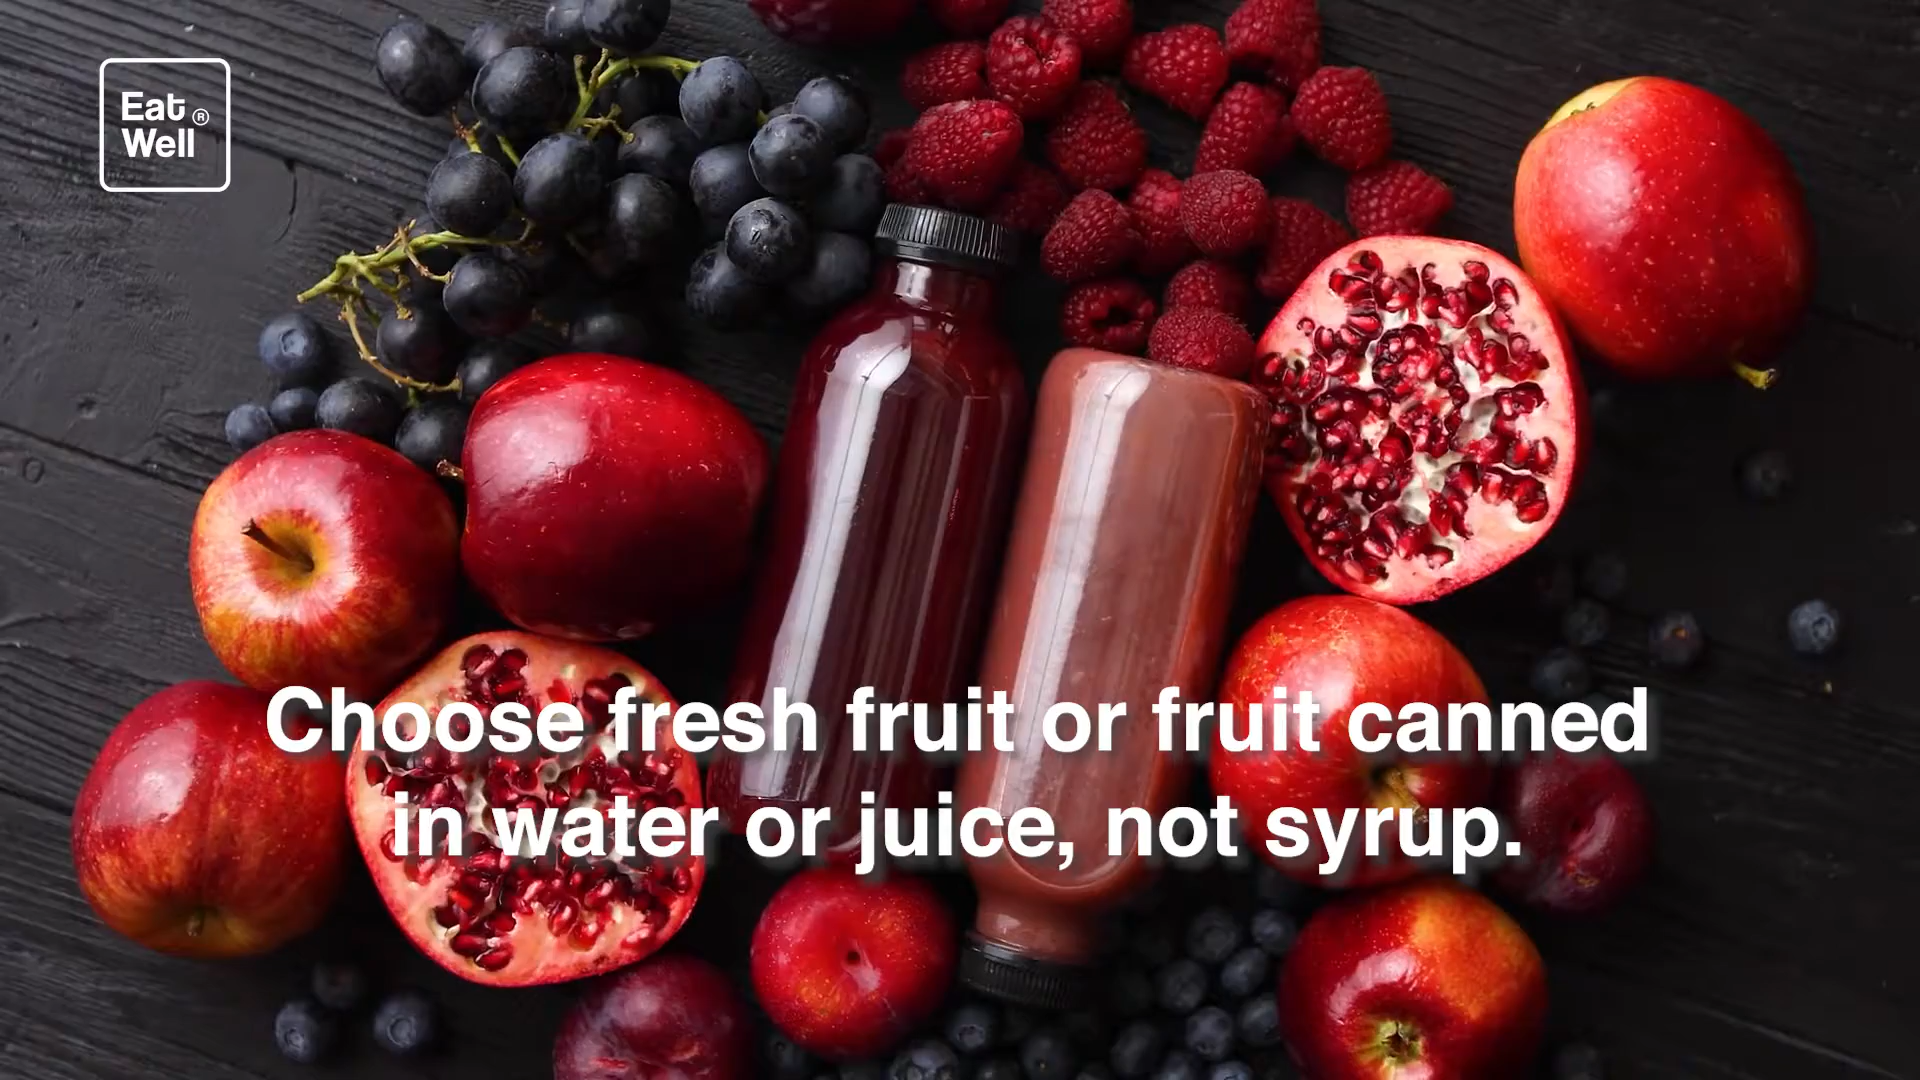 Eat
Well ®
Choose fresh fruit or fruit canned
in water or juice, not syrup.